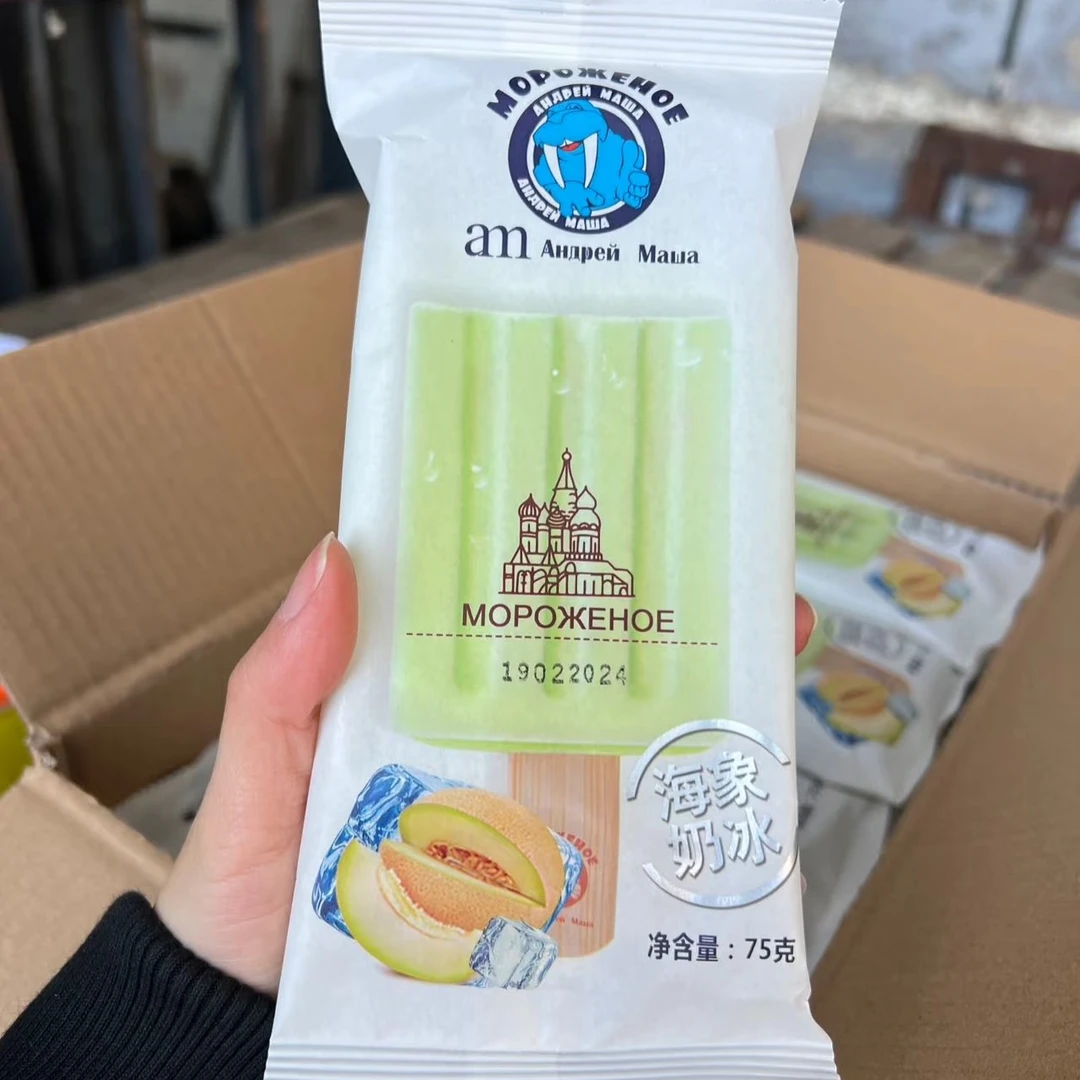 МОРОЖЕНОЕ
АНДРЕЙ МАША
АНДРЕЙ МАША
am Андрей Маша
МОРОЖЕНОЕ
19022024
海象
奶冰
净含量：75克